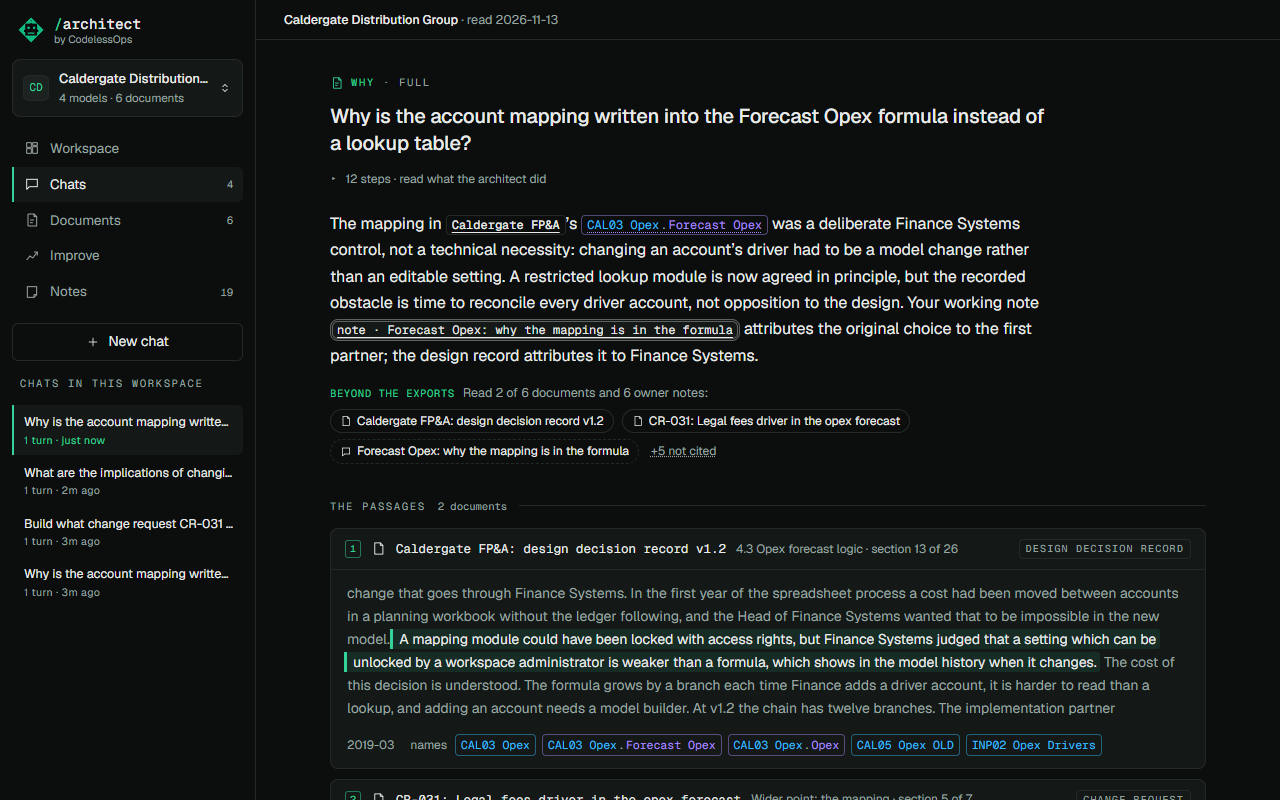 /architect
by CodelessOps
CD
Caldergate Distribution...
4 models · 6 documents
Workspace
Chats 4
Documents 6
Improve
Notes 19
+ New chat
CHATS IN THIS WORKSPACE
Why is the account mapping writte...
1 turn · just now
What are the implications of changi...
1 turn · 2m ago
Build what change request CR-031 ...
1 turn · 3m ago
Why is the account mapping writte...
1 turn · 3m ago
Caldergate Distribution Group · read 2026-11-13
WHY · FULL
Why is the account mapping written into the Forecast Opex formula instead of
a lookup table?
12 steps · read what the architect did
The mapping in Caldergate FP&A's CAL03 Opex.Forecast Opex was a deliberate Finance Systems
control, not a technical necessity: changing an account’s driver had to be a model change rather
than an editable setting. A restricted lookup module is now agreed in principle, but the recorded
obstacle is time to reconcile every driver account, not opposition to the design. Your working note
note · Forecast Opex: why the mapping is in the formula attributes the original choice to the first
partner; the design record attributes it to Finance Systems.
BEYOND THE EXPORTS Read 2 of 6 documents and 6 owner notes:
Caldergate FP&A: design decision record v1.2
CR-031: Legal fees driver in the opex forecast
Forecast Opex: why the mapping is in the formula
+5 not cited
THE PASSAGES 2 documents
1 Caldergate FP&A: design decision record v1.2 4.3 Opex forecast logic · section 13 of 26 DESIGN DECISION RECORD
change that goes through Finance Systems. In the first year of the spreadsheet process a cost had been moved between accounts
in a planning workbook without the ledger following, and the Head of Finance Systems wanted that to be impossible in the new
model. A mapping module could have been locked with access rights, but Finance Systems judged that a setting which can be
unlocked by a workspace administrator is weaker than a formula, which shows in the model history when it changes. The cost of
this decision is understood. The formula grows by a branch each time Finance adds a driver account, it is harder to read than a
lookup, and adding an account needs a model builder. At v1.2 the chain has twelve branches. The implementation partner
2019-03 names CAL03 Opex CAL03 Opex.Forecast Opex CAL03 Opex.Opex CAL05 Opex OLD INP02 Opex Drivers
2 CR-031: Legal fees driver in the opex forecast Wider point: the mapping · section 5 of 7 CHANGE REQUEST